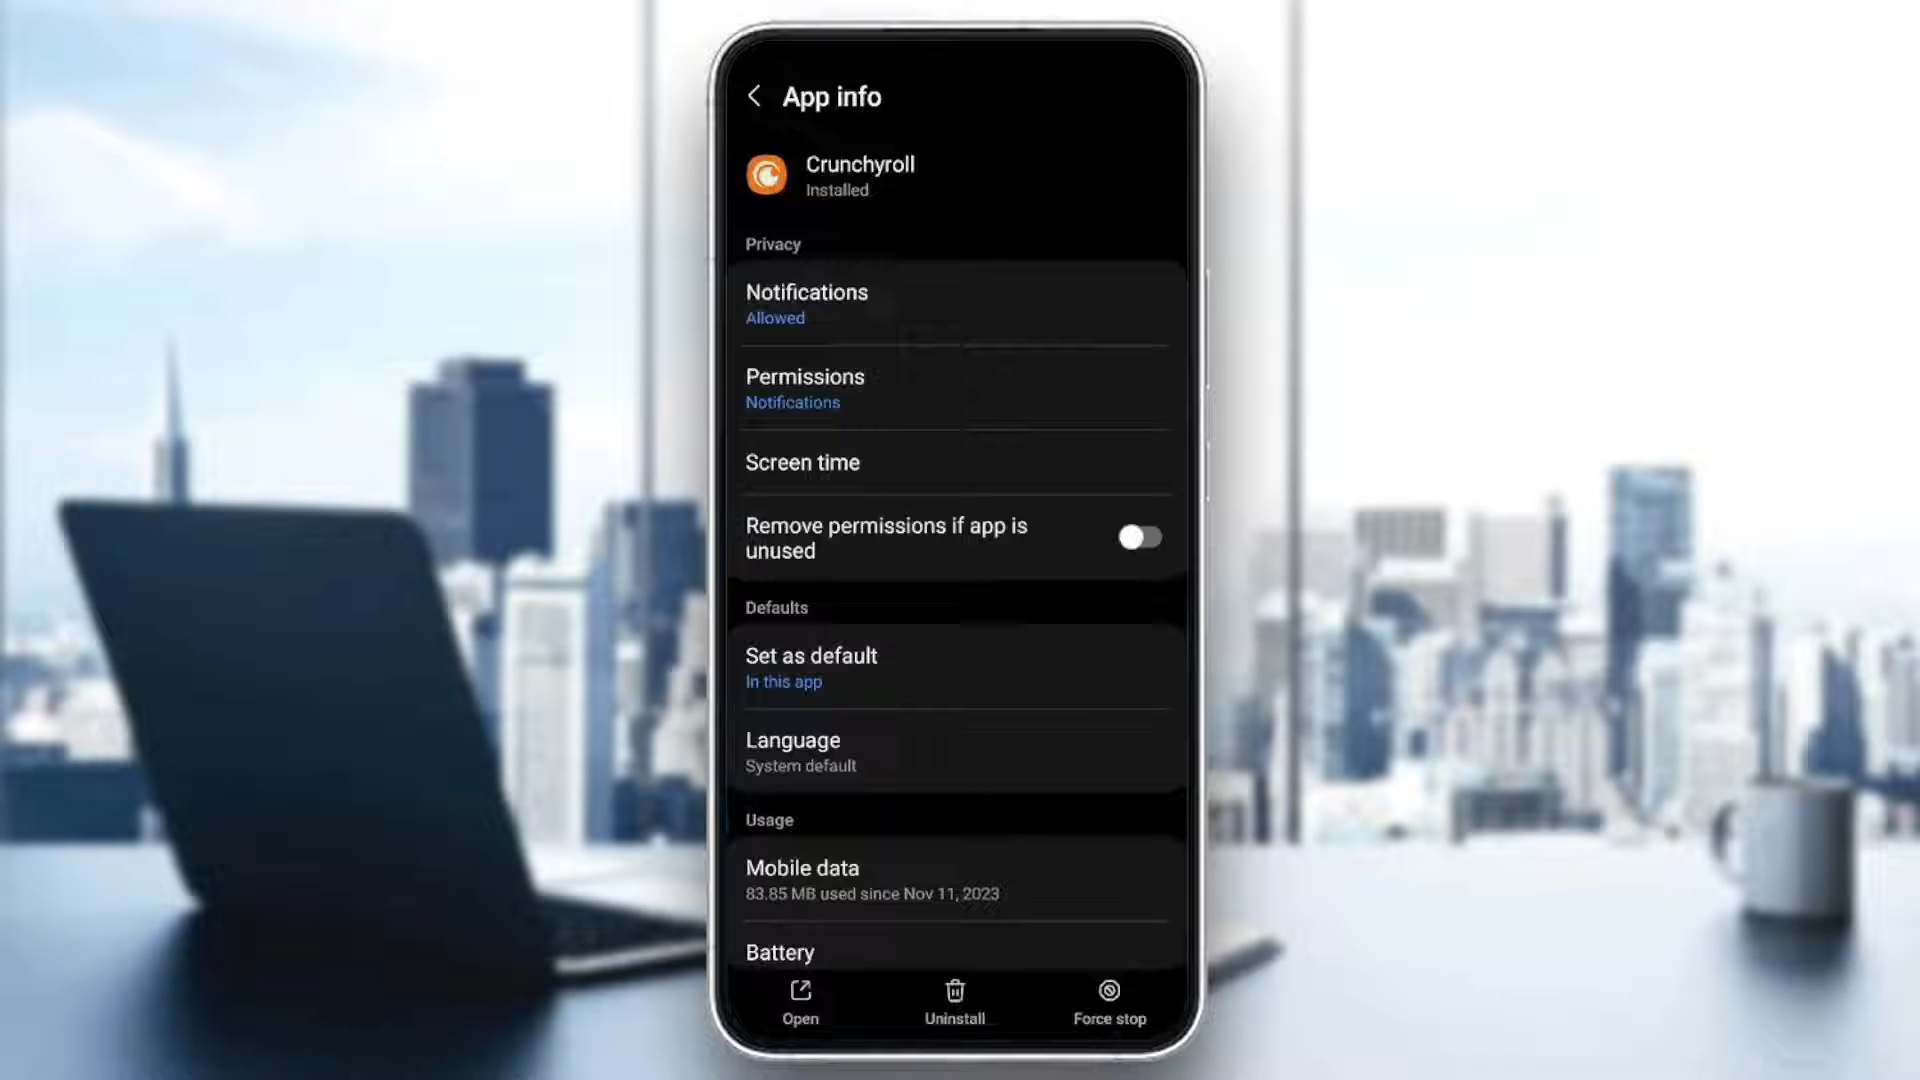 App info
Crunchyroll
Installed
Privacy
Notifications
Allowed
Permissions
Notifications
Screen time
Remove permissions if app is
unused
Defaults
Set as default
In this app
Language
System default
Usage
Mobile data
83.85 MB used since Nov 11, 2023
Battery
Open
Uninstall
Force stop